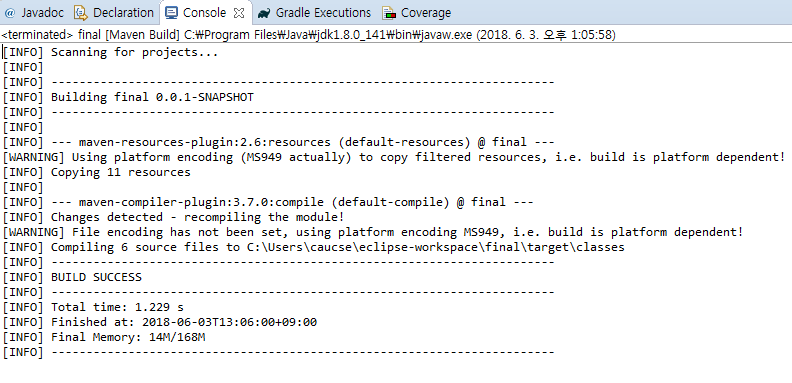 @ Javadoc Declaration Console Gradle Executions Coverage
<terminated> final [Maven Build] C:₩Program Files₩Java₩jdk1.8.0_141₩bin₩javaw.exe (2018. 6. 3. 오후 1:05:58)
[INFO] Scanning for projects...
[INFO]
[INFO] ------------------------------------------------------------------------
[INFO] Building final 0.0.1-SNAPSHOT
[INFO] ------------------------------------------------------------------------
[INFO]
[INFO] --- maven-resources-plugin:2.6:resources (default-resources) @ final ---
[WARNING] Using platform encoding (MS949 actually) to copy filtered resources, i.e. build is platform dependent!
[INFO] Copying 11 resources
[INFO]
[INFO] --- maven-compiler-plugin:3.7.0:compile (default-compile) @ final ---
[INFO] Changes detected - recompiling the module!
[WARNING] File encoding has not been set, using platform encoding MS949, i.e. build is platform dependent!
[INFO] Compiling 6 source files to C:\Users\caucse\eclipse-workspace\final\target\classes
[INFO] ------------------------------------------------------------------------
[INFO] BUILD SUCCESS
[INFO] ------------------------------------------------------------------------
[INFO] Total time: 1.229 s
[INFO] Finished at: 2018-06-03T13:06:00+09:00
[INFO] Final Memory: 14M/168M
[INFO] ------------------------------------------------------------------------